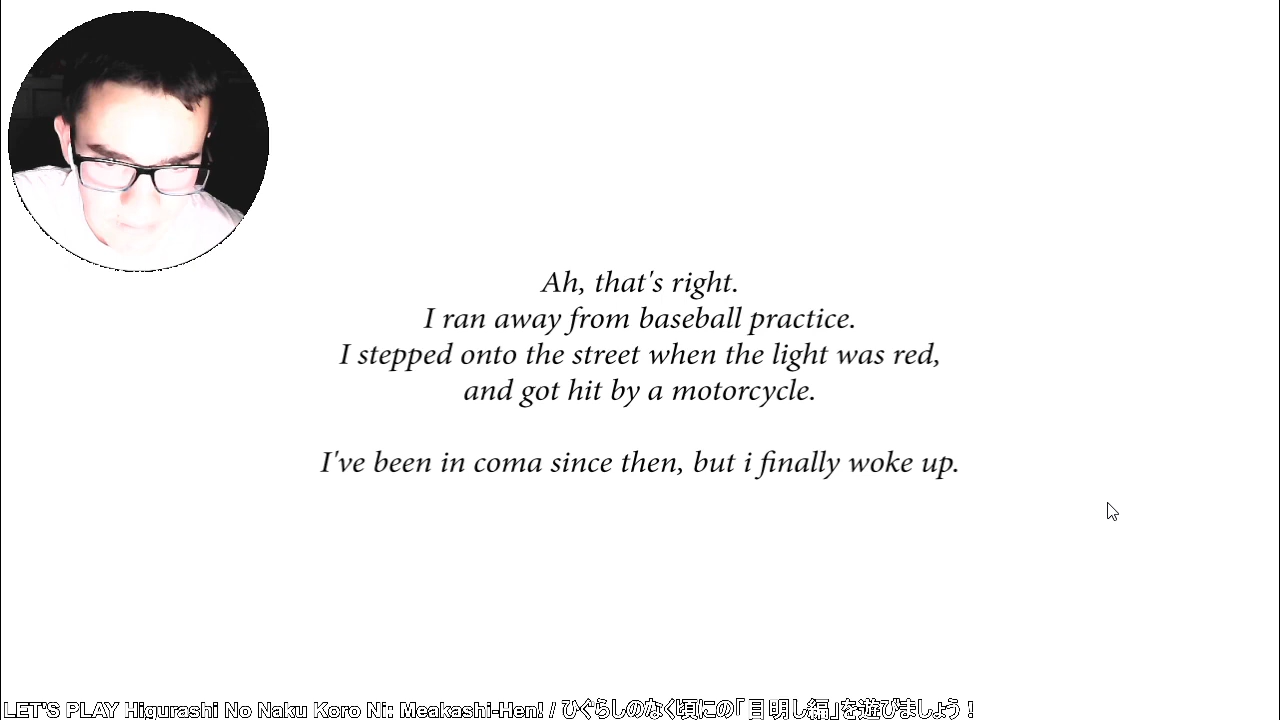 Ah, that's right.
I ran away from baseball practice.
I stepped onto the street when the light was red,
and got hit by a motorcycle.
I've been in coma since then, but i finally woke up.
LET'S PLAY Higurashi No Naku Koro Ni: Meakashi-Hen! / ひぐらしのなく頃にの「目明し編」を遊びましょう！